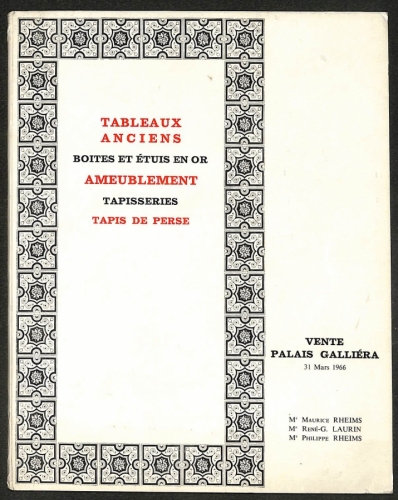 TABLEAUX
ANCIENS
BOITES ET ÉTUIS EN OR
AMEUBLEMENT
TAPISSERIES
TAPIS DE PERSE
VENTE
PALAIS GALLIÉRA
31 Mars 1966
Mᵉ MAURICE RHEIMS
Mᵉ RENÉ-G. LAURIN
Mᵉ PHILIPPE RHEIMS